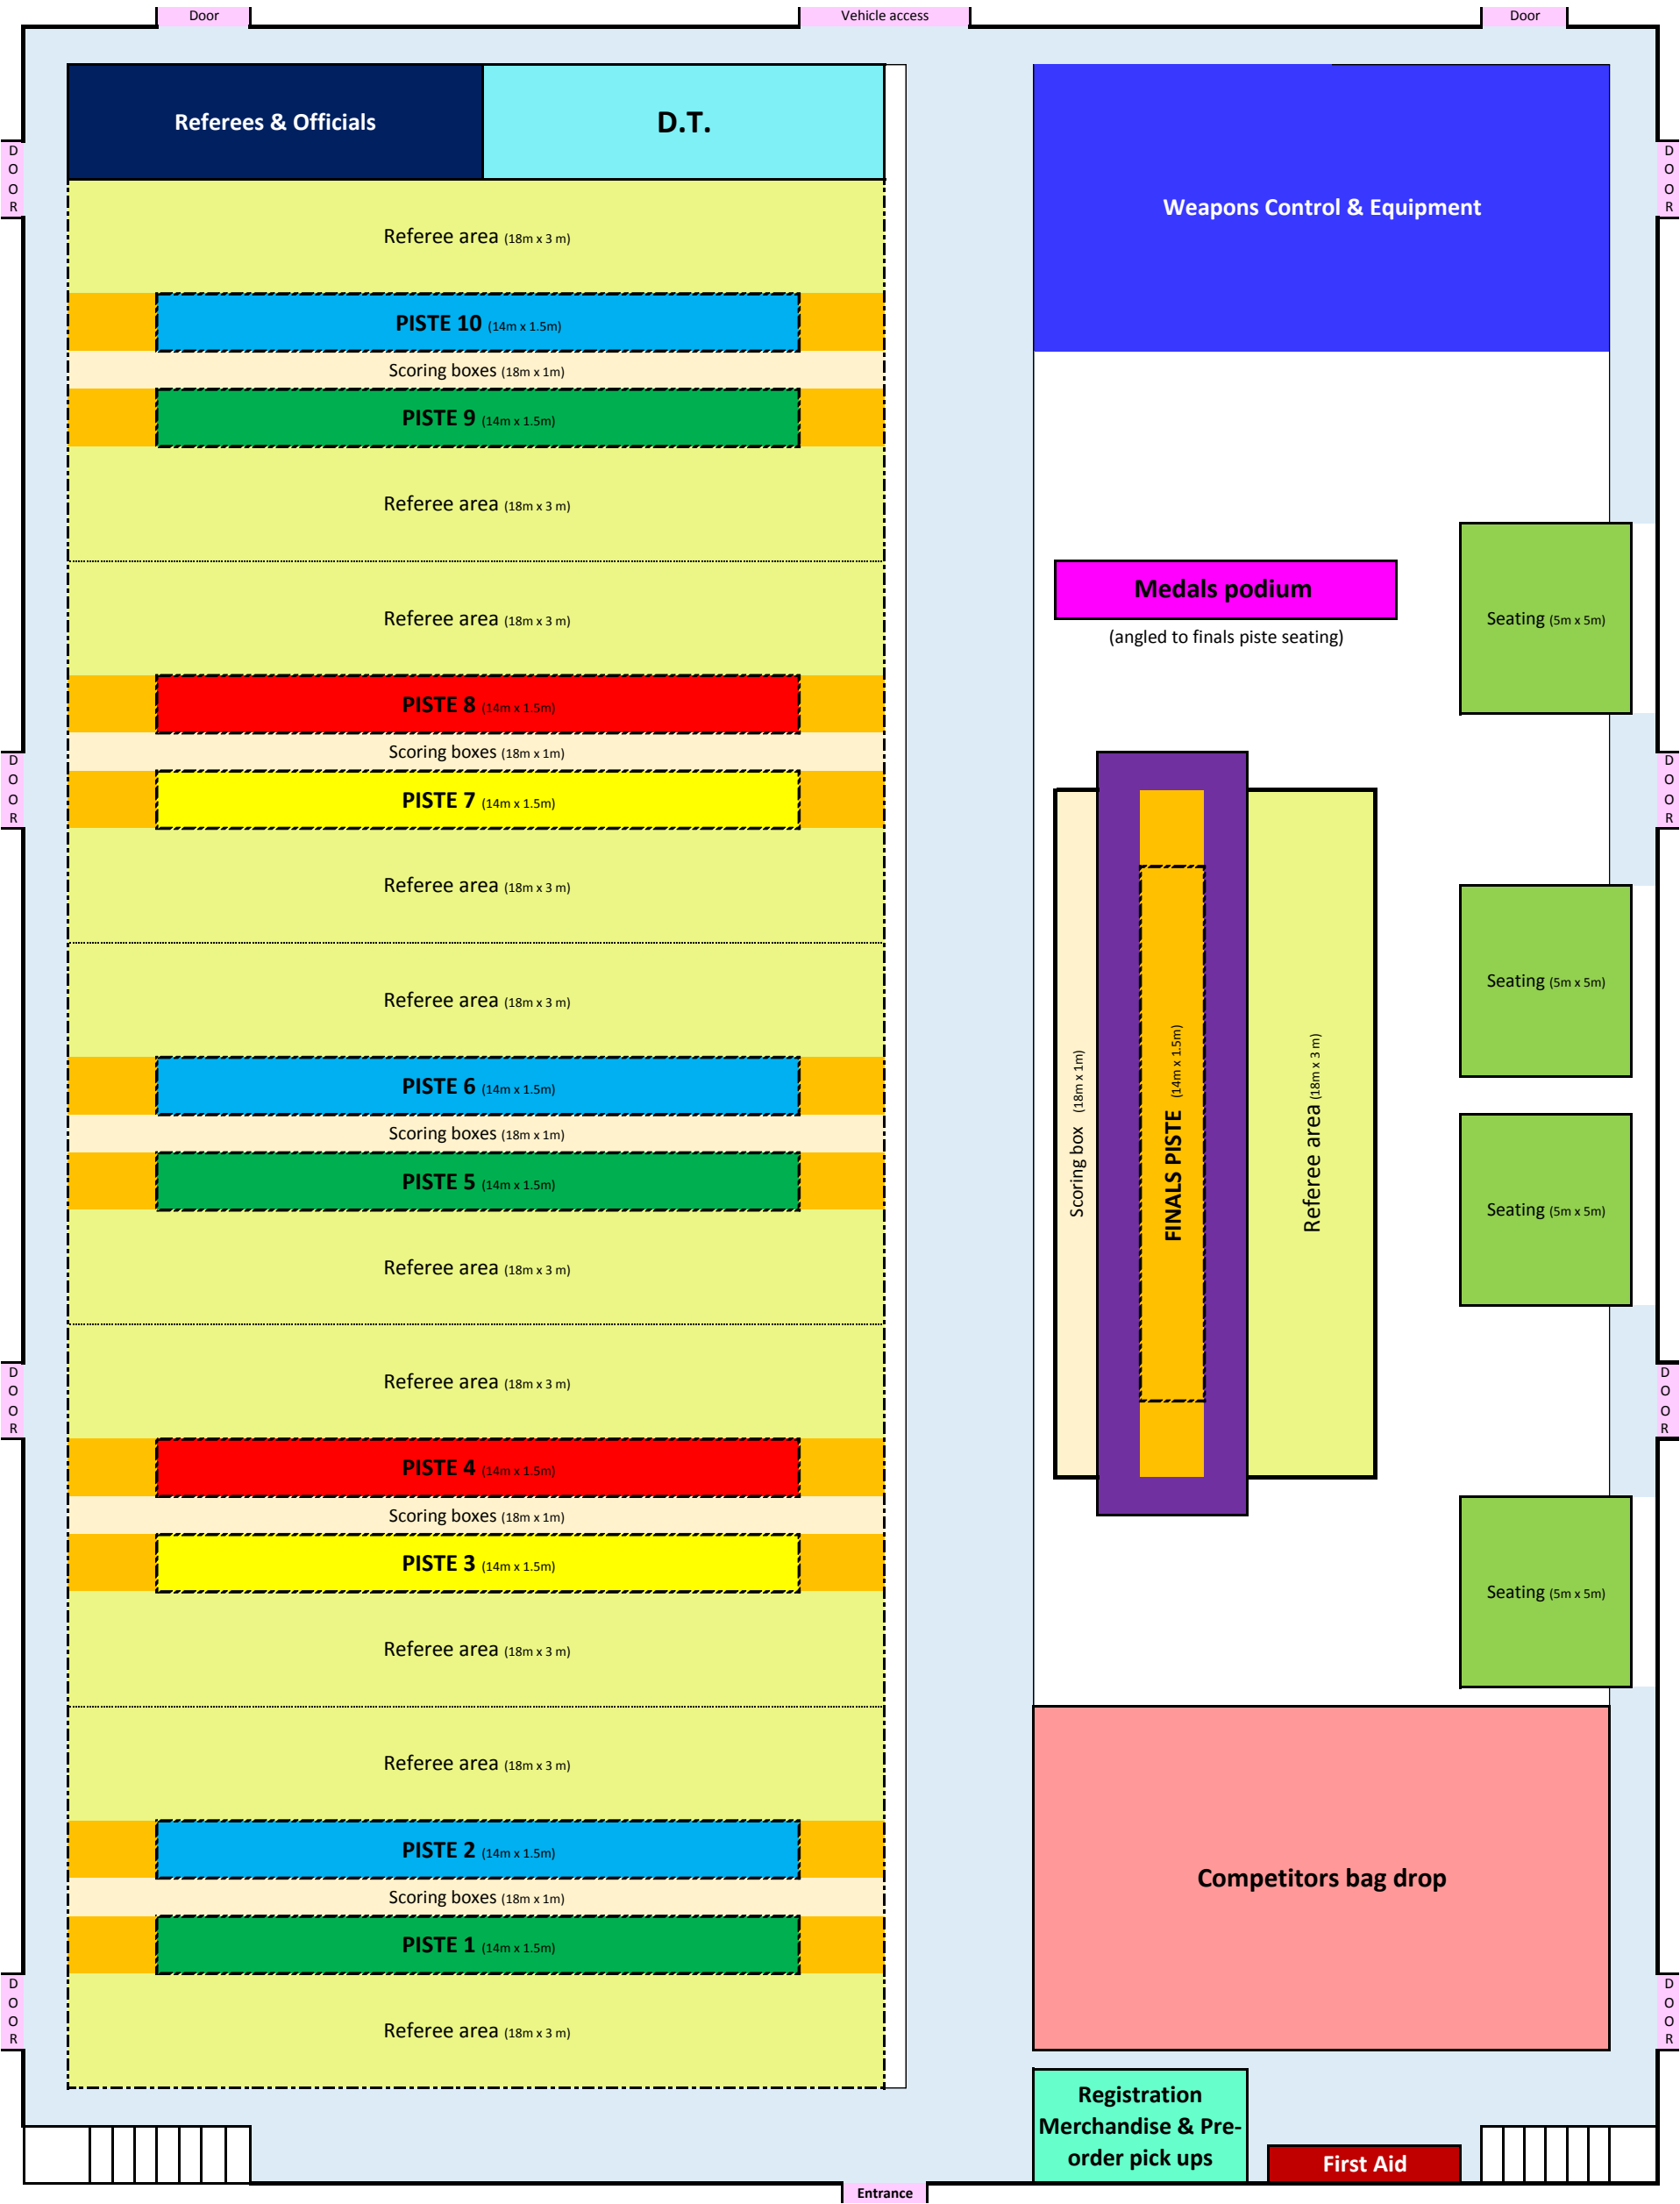 Door
Vehicle access
Door
Referees & Officials
D.T.
DOOR
DOOR
Weapons Control & Equipment
Referee area (18m x 3 m)
PISTE 10 (14m x 1.5m)
Scoring boxes (18m x 1m)
PISTE 9 (14m x 1.5m)
Referee area (18m x 3 m)
Referee area (18m x 3 m)
Medals podium
(angled to finals piste seating)
Seating (5m x 5m)
PISTE 8 (14m x 1.5m)
Scoring boxes (18m x 1m)
PISTE 7 (14m x 1.5m)
DOOR
DOOR
Referee area (18m x 3 m)
Referee area (18m x 3 m)
Seating (5m x 5m)
PISTE 6 (14m x 1.5m)
Scoring boxes (18m x 1m)
PISTE 5 (14m x 1.5m)
Scoring box (18m x 1m)
FINALS PISTE (14m x 1.5m)
Referee area (18m x 3 m)
Seating (5m x 5m)
Referee area (18m x 3 m)
Referee area (18m x 3 m)
DOOR
DOOR
PISTE 4 (14m x 1.5m)
Scoring boxes (18m x 1m)
PISTE 3 (14m x 1.5m)
Seating (5m x 5m)
Referee area (18m x 3 m)
Referee area (18m x 3 m)
PISTE 2 (14m x 1.5m)
Scoring boxes (18m x 1m)
PISTE 1 (14m x 1.5m)
Competitors bag drop
DOOR
DOOR
Referee area (18m x 3 m)
Registration
Merchandise & Pre-
order pick ups
First Aid
Entrance